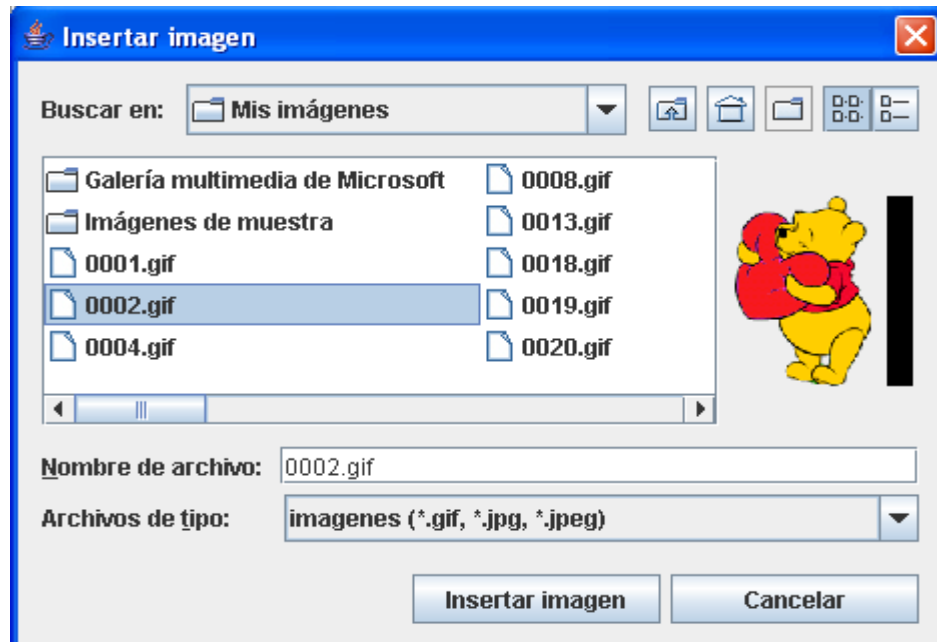 Insertar imagen
Buscar en: Mis imágenes
Galería multimedia de Microsoft
Imágenes de muestra
0001.gif
0002.gif
0004.gif
0008.gif
0013.gif
0018.gif
0019.gif
0020.gif
Nombre de archivo: 0002.gif
Archivos de tipo: imagenes (*.gif, *.jpg, *.jpeg)
Insertar imagen Cancelar